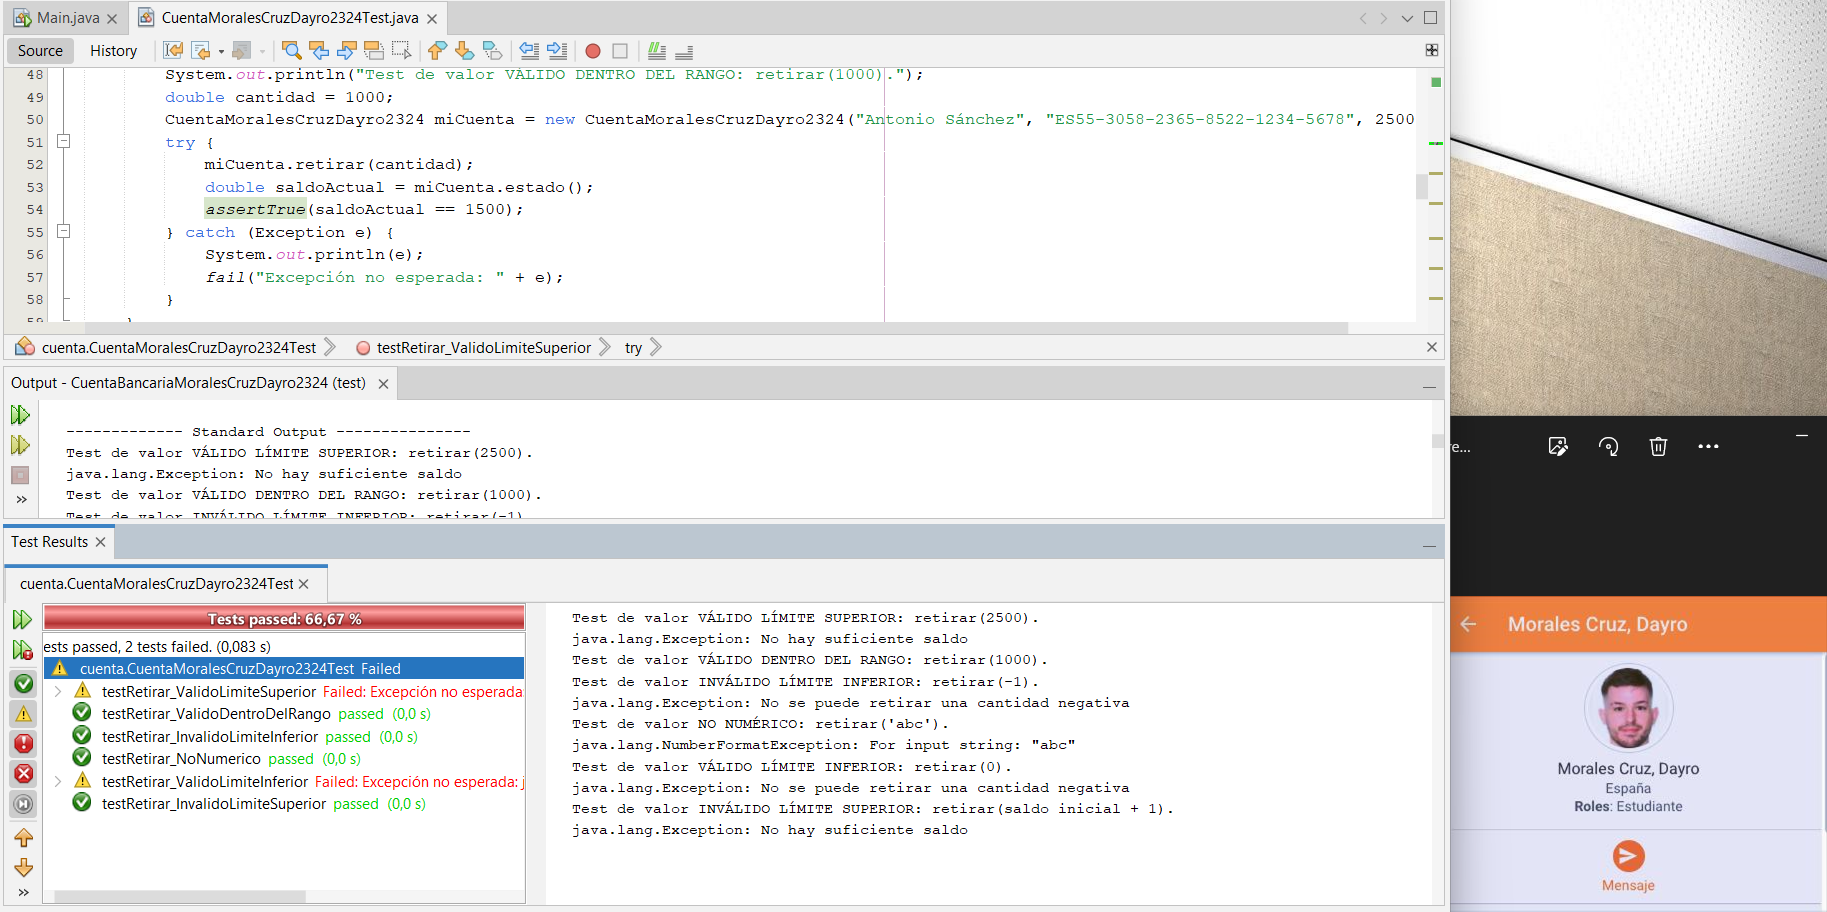 Main.java
CuentaMoralesCruzDayro2324Test.java
Source
History
48 System.out.println("Test de valor VÁLIDO DENTRO DEL RANGO: retirar(1000).");
49 double cantidad = 1000;
50 CuentaMoralesCruzDayro2324 miCuenta = new CuentaMoralesCruzDayro2324("Antonio Sánchez", "ES55-3058-2365-8522-1234-5678", 2500
51 try {
52 miCuenta.retirar(cantidad);
53 double saldoActual = miCuenta.estado();
54 assertTrue(saldoActual == 1500);
55 } catch (Exception e) {
56 System.out.println(e);
57 fail("Excepción no esperada: " + e);
58 }
59
cuenta.CuentaMoralesCruzDayro2324Test
testRetirar_ValidoLimiteSuperior
try
Output - CuentaBancariaMoralesCruzDayro2324 (test)
------------- Standard Output ---------------
Test de valor VÁLIDO LÍMITE SUPERIOR: retirar(2500).
java.lang.Exception: No hay suficiente saldo
Test de valor VÁLIDO DENTRO DEL RANGO: retirar(1000).
Test de valor INVÁLIDO LÍMITE INFERIOR: retirar(-1)
Test Results
cuenta.CuentaMoralesCruzDayro2324Test
Tests passed: 66,67 %
ests passed, 2 tests failed. (0,083 s)
cuenta.CuentaMoralesCruzDayro2324Test Failed
testRetirar_ValidoLimiteSuperior Failed: Excepción no esperada:
testRetirar_ValidoDentroDelRango passed (0,0 s)
testRetirar_InvalidoLimiteInferior passed (0,0 s)
testRetirar_NoNumerico passed (0,0 s)
testRetirar_ValidoLimiteInferior Failed: Excepción no esperada: j
testRetirar_InvalidoLimiteSuperior passed (0,0 s)
Test de valor VÁLIDO LÍMITE SUPERIOR: retirar(2500).
java.lang.Exception: No hay suficiente saldo
Test de valor VÁLIDO DENTRO DEL RANGO: retirar(1000).
Test de valor INVÁLIDO LÍMITE INFERIOR: retirar(-1).
java.lang.Exception: No se puede retirar una cantidad negativa
Test de valor NO NUMÉRICO: retirar('abc').
java.lang.NumberFormatException: For input string: "abc"
Test de valor VÁLIDO LÍMITE INFERIOR: retirar(0).
java.lang.Exception: No se puede retirar una cantidad negativa
Test de valor INVÁLIDO LÍMITE SUPERIOR: retirar(saldo inicial + 1).
java.lang.Exception: No hay suficiente saldo
re...
Morales Cruz, Dayro
Morales Cruz, Dayro
España
Roles: Estudiante
Mensaje